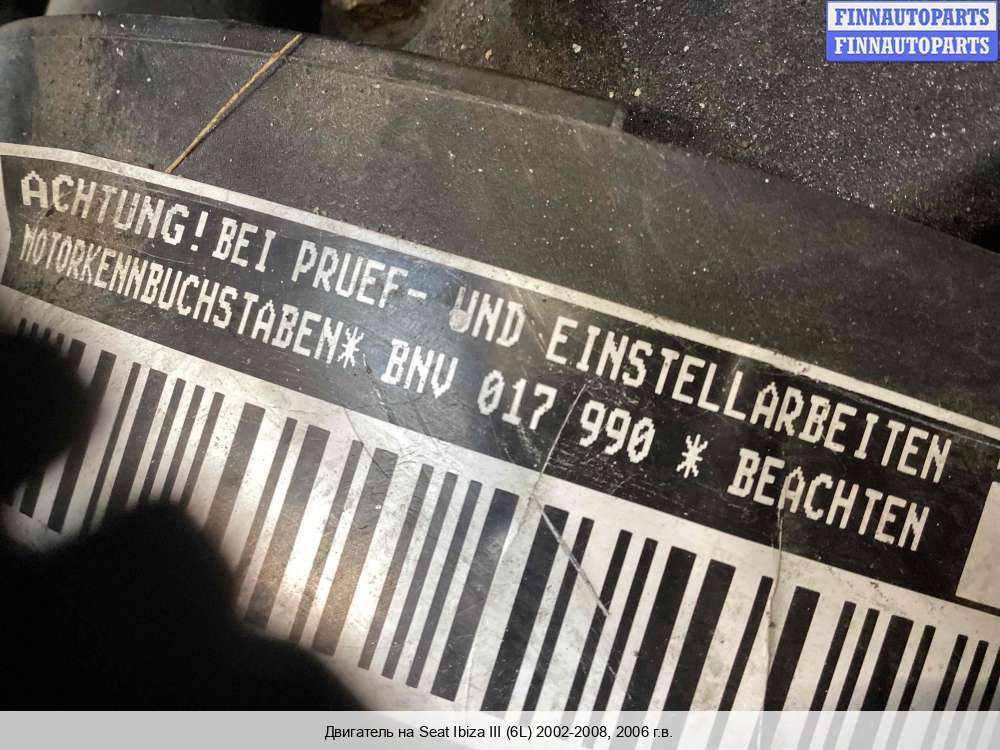 FINNAUTOPARTS
FINNAUTOPARTS
ACHTUNG! BEI PRUEF- UND EINSTELLARBEITEN
MOTORKENNBUCHSTABEN* BNV 017 990 * BEACHTEN
Двигатель на Seat Ibiza III (6L) 2002-2008, 2006 г.в.